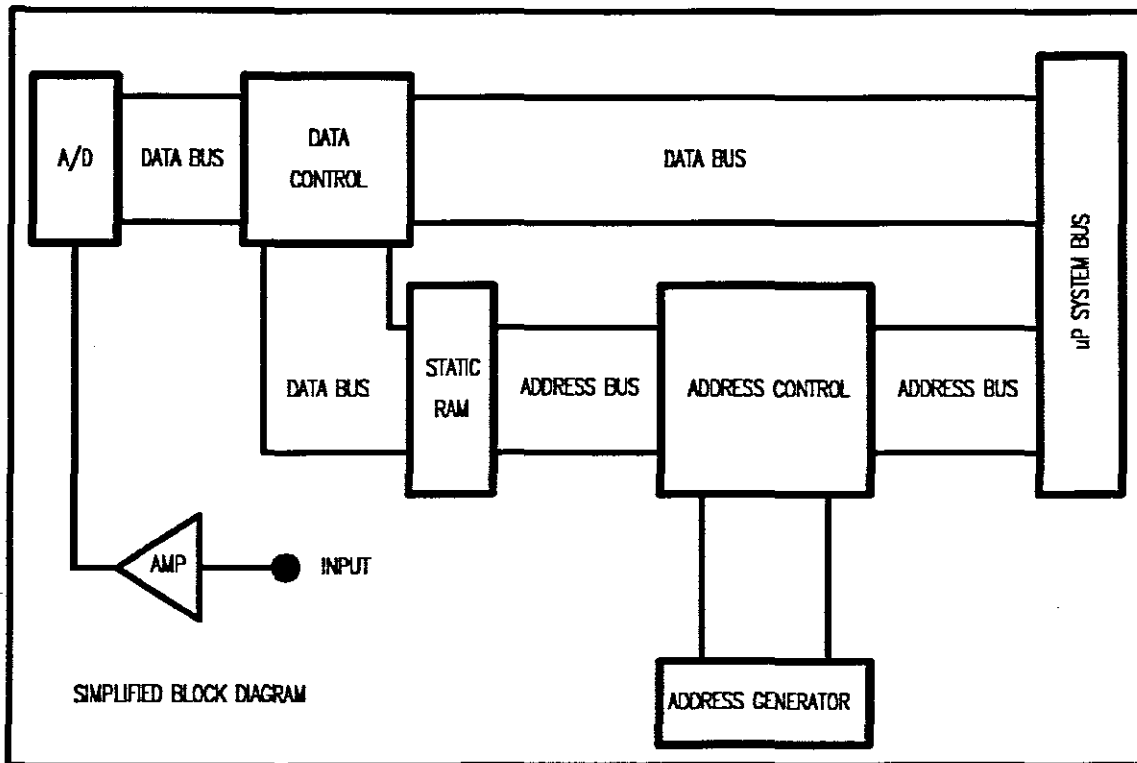 A/D
DATA BUS
DATA
CONTROL
DATA BUS
µP SYSTEM BUS
DATA BUS
STATIC
RAM
ADDRESS BUS
ADDRESS CONTROL
ADDRESS BUS
AMP
INPUT
SIMPLIFIED BLOCK DIAGRAM
ADDRESS GENERATOR